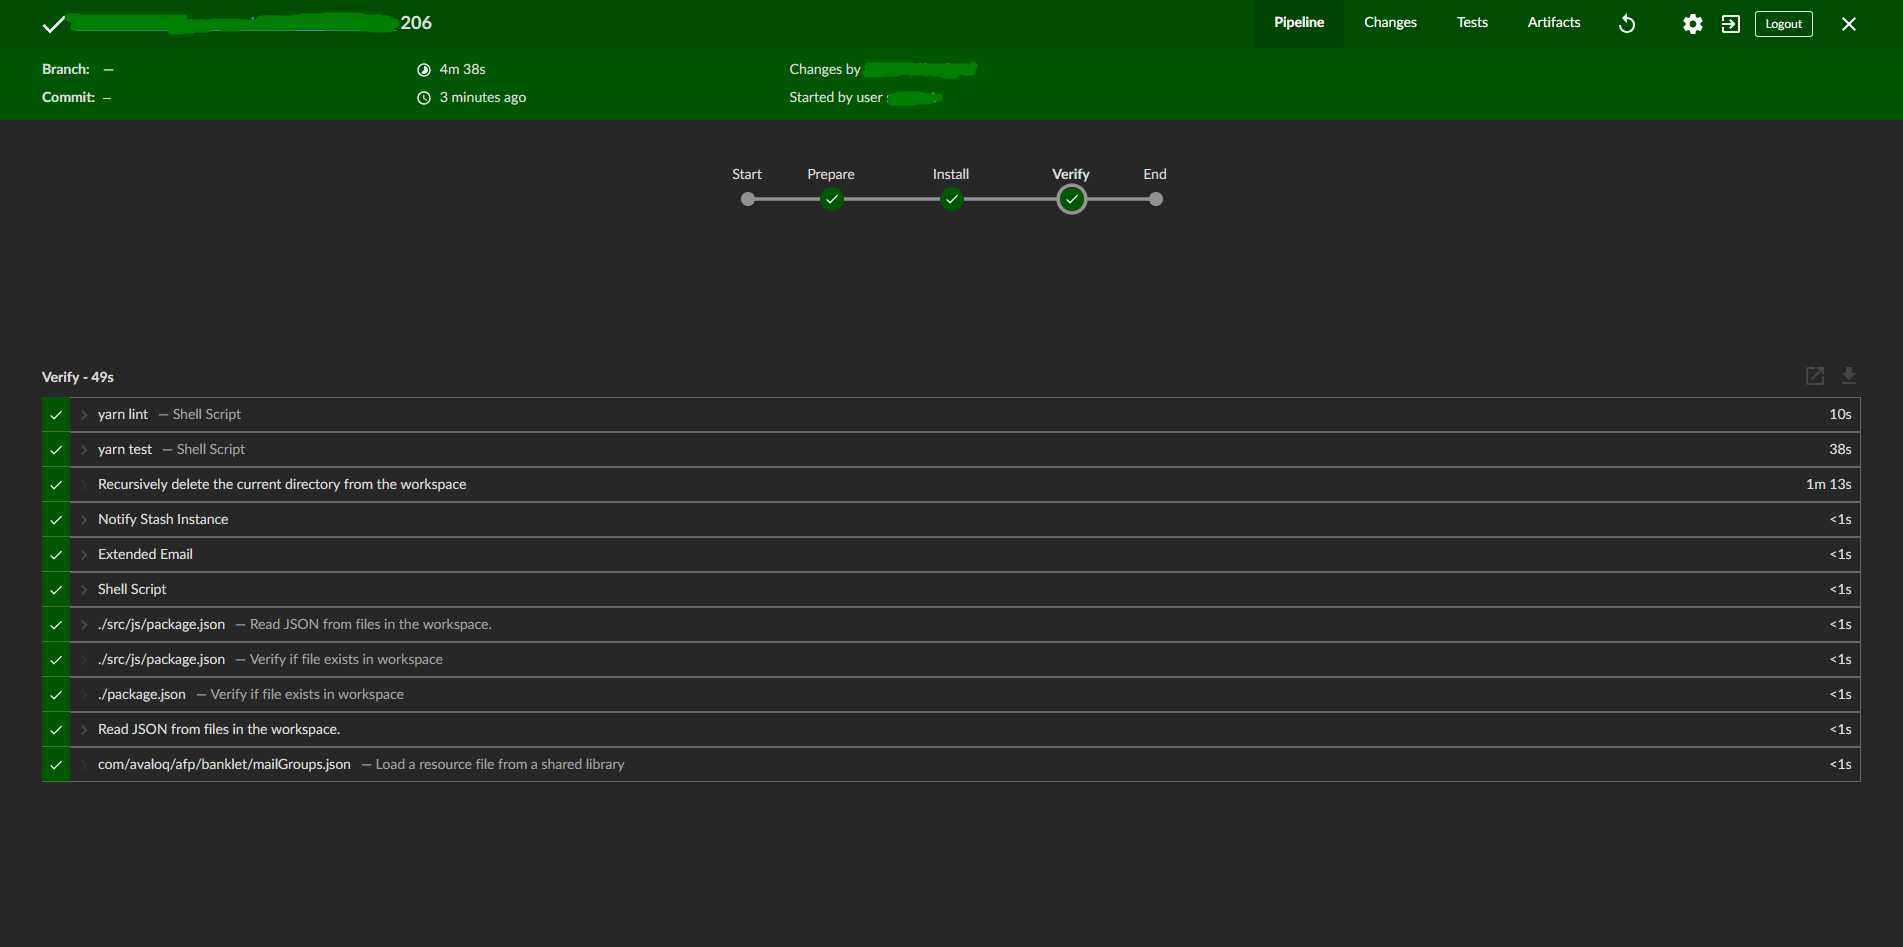 206
Pipeline Changes Tests Artifacts Logout
Branch: — 4m 38s Changes by
Commit: — 3 minutes ago Started by user
Start Prepare Install Verify End
Verify - 49s
yarn lint — Shell Script 10s
yarn test — Shell Script 38s
Recursively delete the current directory from the workspace 1m 13s
Notify Stash Instance <1s
Extended Email <1s
Shell Script <1s
./src/js/package.json — Read JSON from files in the workspace. <1s
./src/js/package.json — Verify if file exists in workspace <1s
./package.json — Verify if file exists in workspace <1s
Read JSON from files in the workspace. <1s
com/avaloq/afp/banklet/mailGroups.json — Load a resource file from a shared library <1s